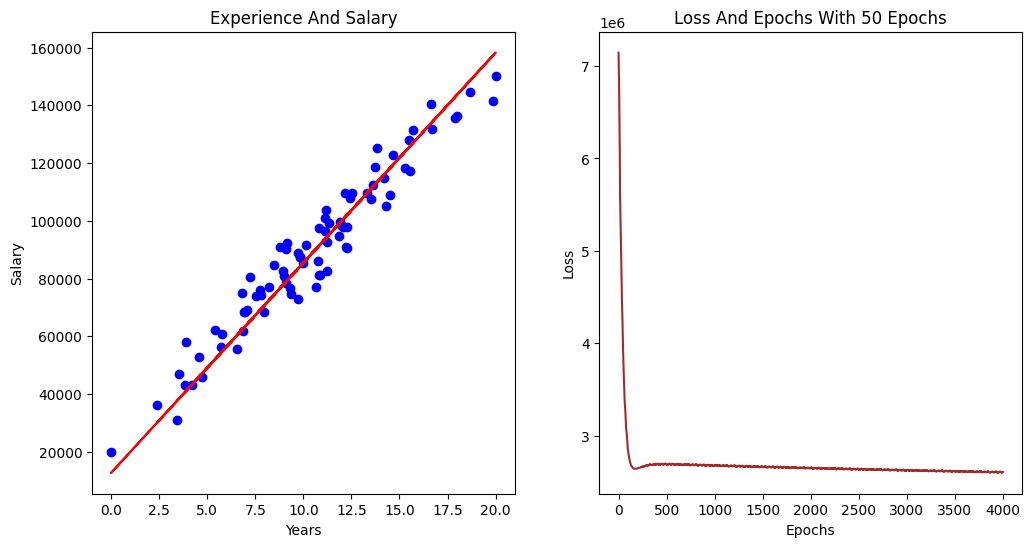 Experience And Salary
160000
140000
120000
100000
80000
60000
40000
20000
Salary
0.0 2.5 5.0 7.5 10.0 12.5 15.0 17.5 20.0
Years
Loss And Epochs With 50 Epochs
1e6
7
6
5
4
3
Loss
0 500 1000 1500 2000 2500 3000 3500 4000
Epochs